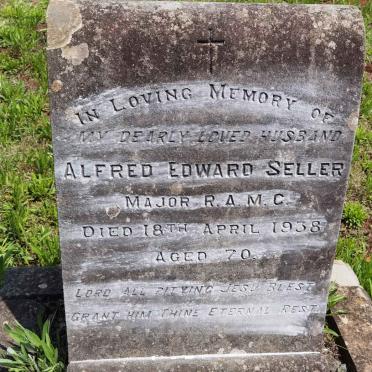 In Loving Memory of
My Dearly Loved Husband
Alfred Edward Seller
Major R.A.M.C.
Died 18th April 1938
Aged 70.
Lord All Pitying Jesu Blest
Grant Him Thine Eternal Rest.